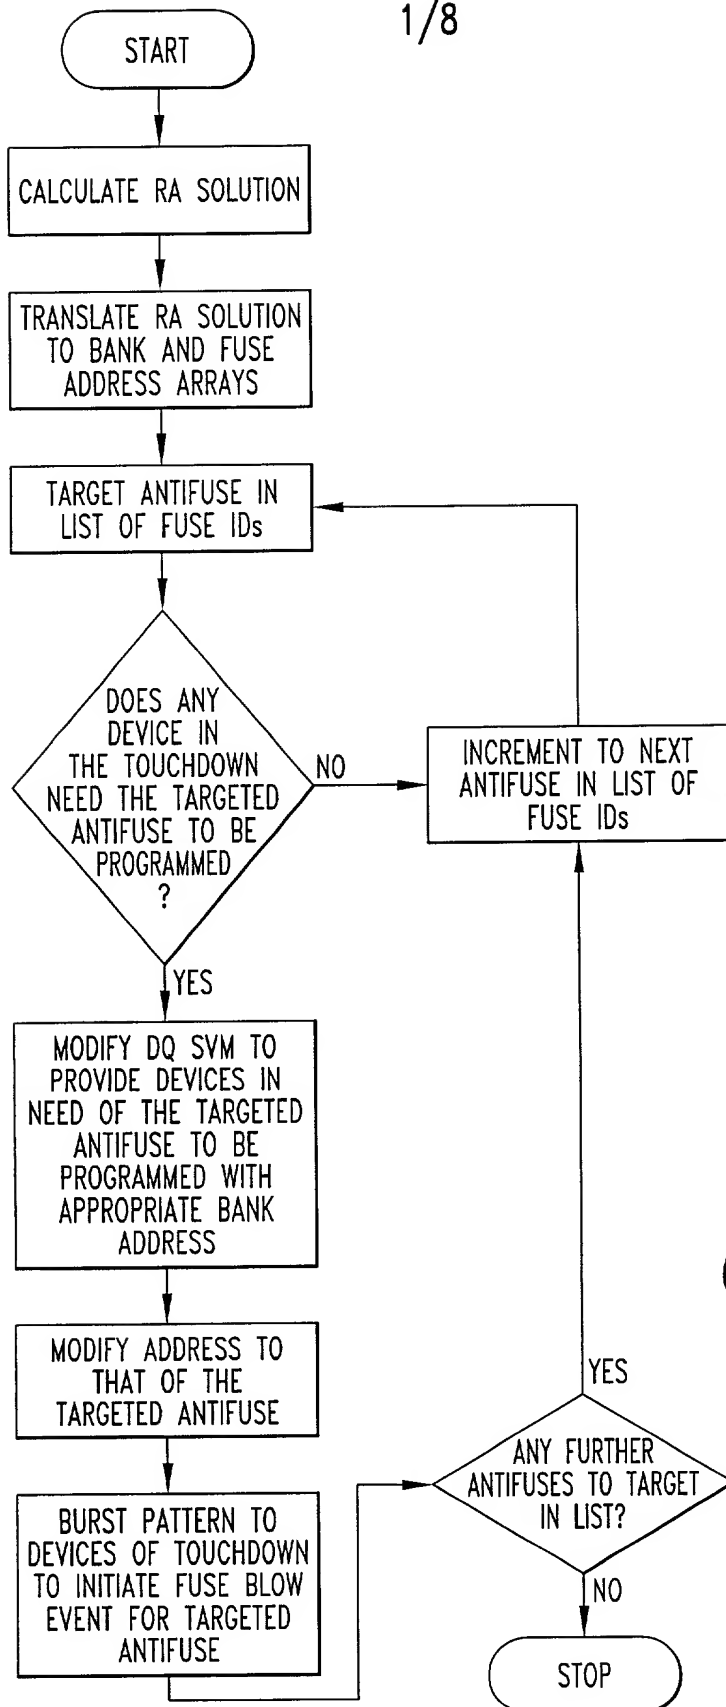 1/8
START
CALCULATE RA SOLUTION
TRANSLATE RA SOLUTION
TO BANK AND FUSE
ADDRESS ARRAYS
TARGET ANTIFUSE IN
LIST OF FUSE IDs
DOES ANY
DEVICE IN
THE TOUCHDOWN
NEED THE TARGETED
ANTIFUSE TO BE
PROGRAMMED
?
NO
INCREMENT TO NEXT
ANTIFUSE IN LIST OF
FUSE IDs
YES
MODIFY DQ SVM TO
PROVIDE DEVICES IN
NEED OF THE TARGETED
ANTIFUSE TO BE
PROGRAMMED WITH
APPROPRIATE BANK
ADDRESS
MODIFY ADDRESS TO
THAT OF THE
TARGETED ANTIFUSE
BURST PATTERN TO
DEVICES OF TOUCHDOWN
TO INITIATE FUSE BLOW
EVENT FOR TARGETED
ANTIFUSE
YES
ANY FURTHER
ANTIFUSES TO TARGET
IN LIST?
NO
STOP